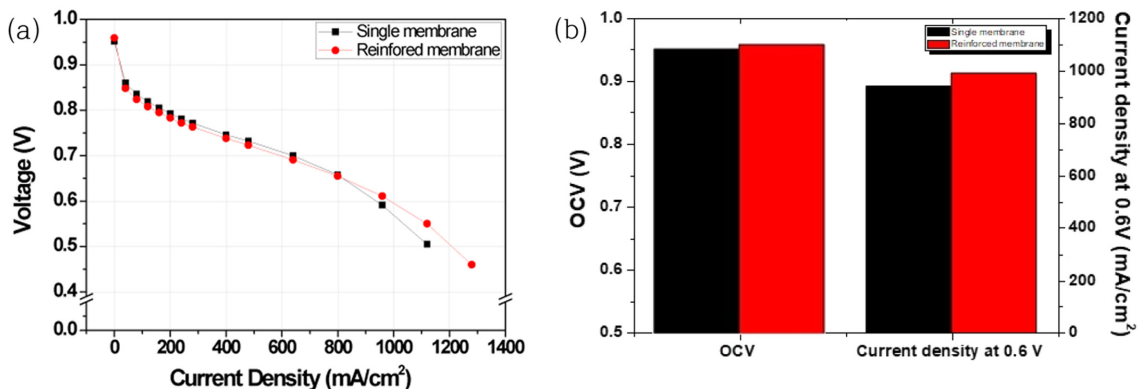 (a)
Single membrane
Reinfored membrane
1.0
0.9
0.8
0.7
0.6
0.5
0.4
0.0
Voltage (V)
0 200 400 600 800 1000 1200 1400
Current Density (mA/cm²)
(b)
Single membrane
Reinforced membrane
1.0
0.9
0.8
0.7
0.6
0.5
OCV (V)
1200
1000
800
600
400
200
0
Current density at 0.6V (mA/cm²)
OCV Current density at 0.6 V